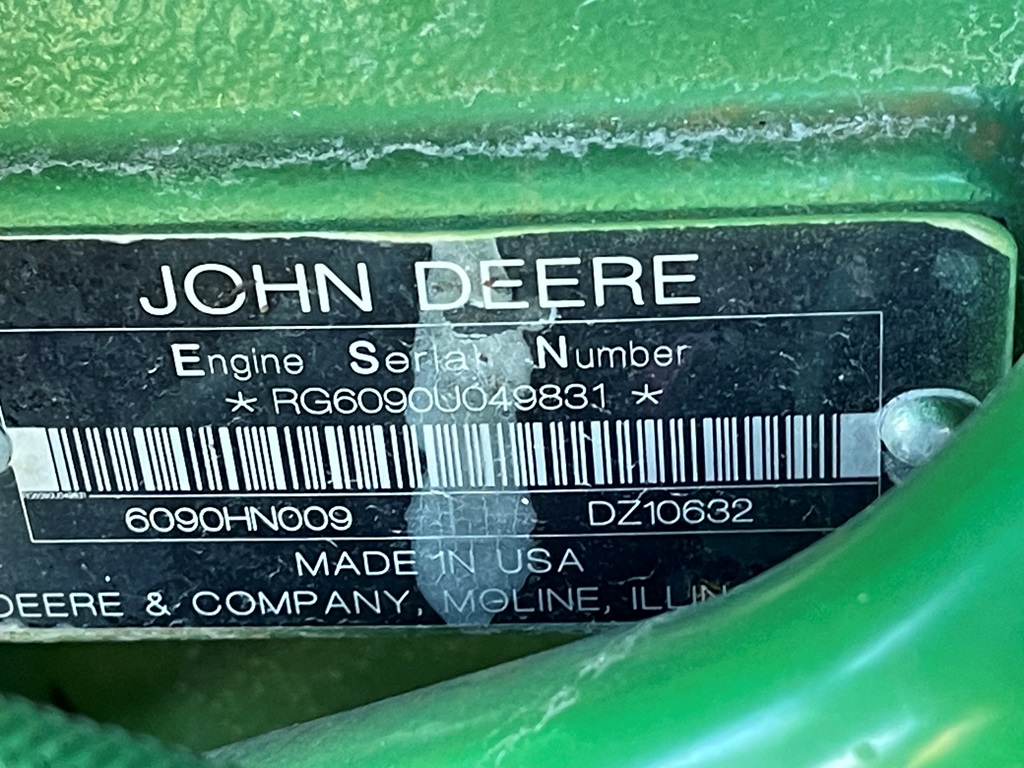 JOHN DEERE
Engine Serial Number
* RG6090U049831 *
6090HN009 DZ10632
MADE IN USA
DEERE & COMPANY, MOLINE,